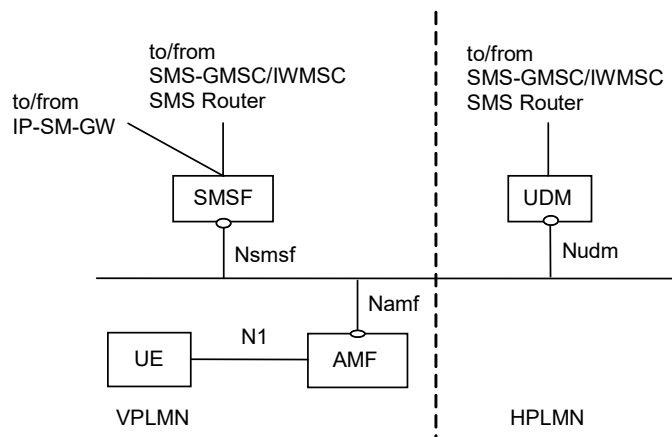 to/from
SMS-GMSC/IWMSC
SMS Router
to/from
IP-SM-GW
to/from
SMS-GMSC/IWMSC
SMS Router
SMSF
UDM
Nsmsf
Nudm
Namf
N1
UE
AMF
VPLMN
HPLMN